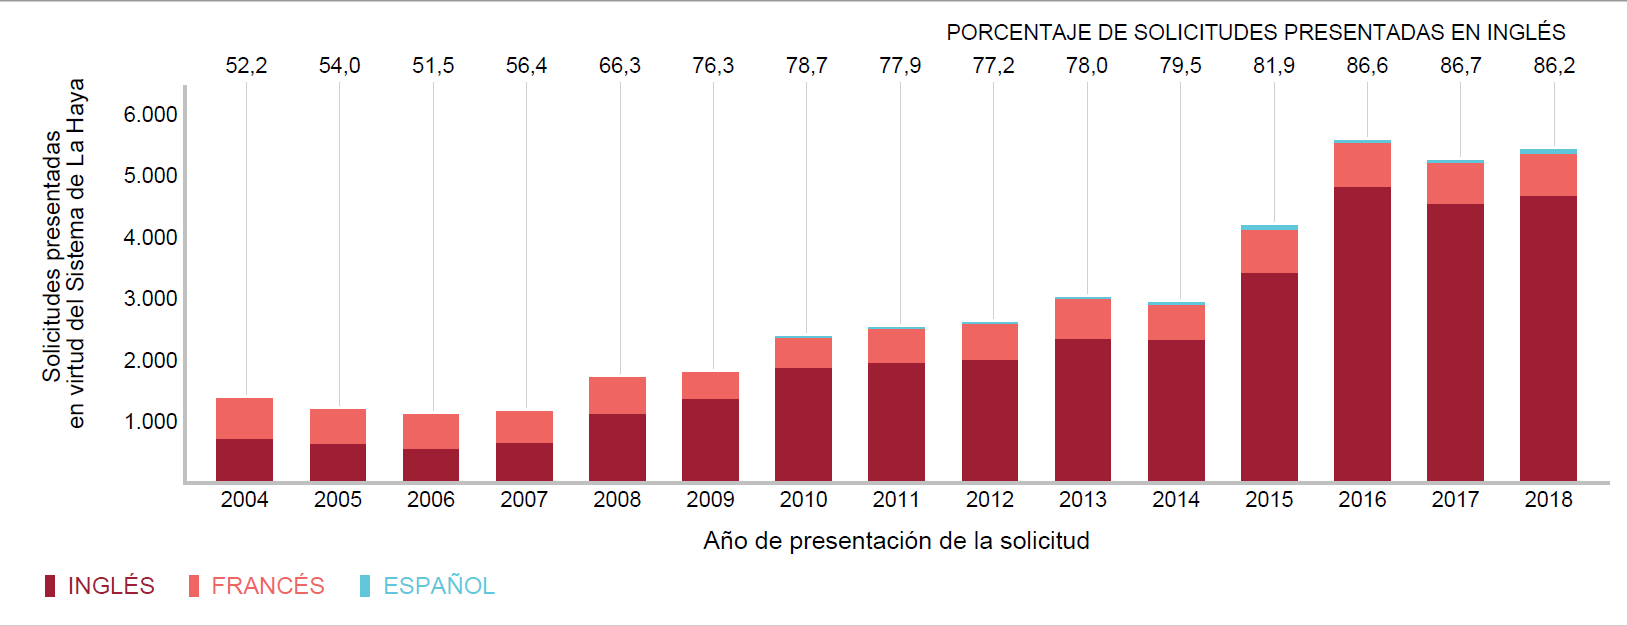 PORCENTAJE DE SOLICITUDES PRESENTADAS EN INGLÉS
52,2 54,0 51,5 56,4 66,3 76,3 78,7 77,9 77,2 78,0 79,5 81,9 86,6 86,7 86,2
Solicitudes presentadas
en virtud del Sistema de La Haya
6.000
5.000
4.000
3.000
2.000
1.000
2004 2005 2006 2007 2008 2009 2010 2011 2012 2013 2014 2015 2016 2017 2018
Año de presentación de la solicitud
INGLÉS FRANCÉS ESPAÑOL